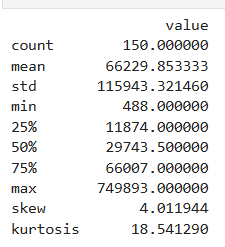 value
count 150.000000
mean 66229.853333
std 115943.321460
min 488.000000
25% 11874.000000
50% 29743.500000
75% 66007.000000
max 749893.000000
skew 4.011944
kurtosis 18.541290